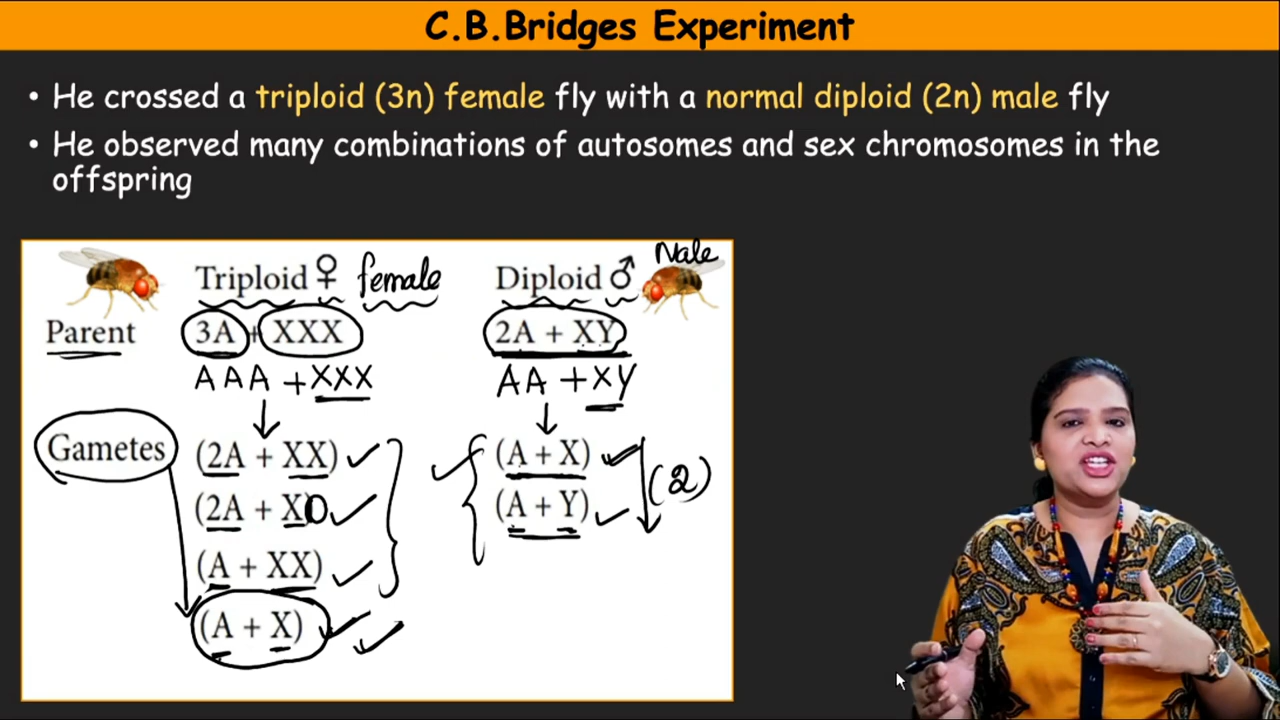 C.B.Bridges Experiment
• He crossed a triploid (3n) female fly with a normal diploid (2n) male fly
• He observed many combinations of autosomes and sex chromosomes in the
offspring
Triploid ♀ female Diploid ♂ Male
Parent 3A + XXX 2A + XY
AAA + XXX AA + XY
Gametes (2A + XX) (A + X) (2)
(2A + X0 (A + Y)
(A + XX)
(A + X)